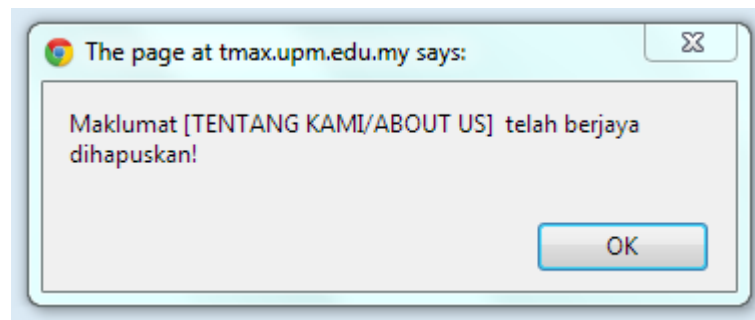 The page at tmax.upm.edu.my says:
Maklumat [TENTANG KAMI/ABOUT US] telah berjaya
dihapuskan!
OK